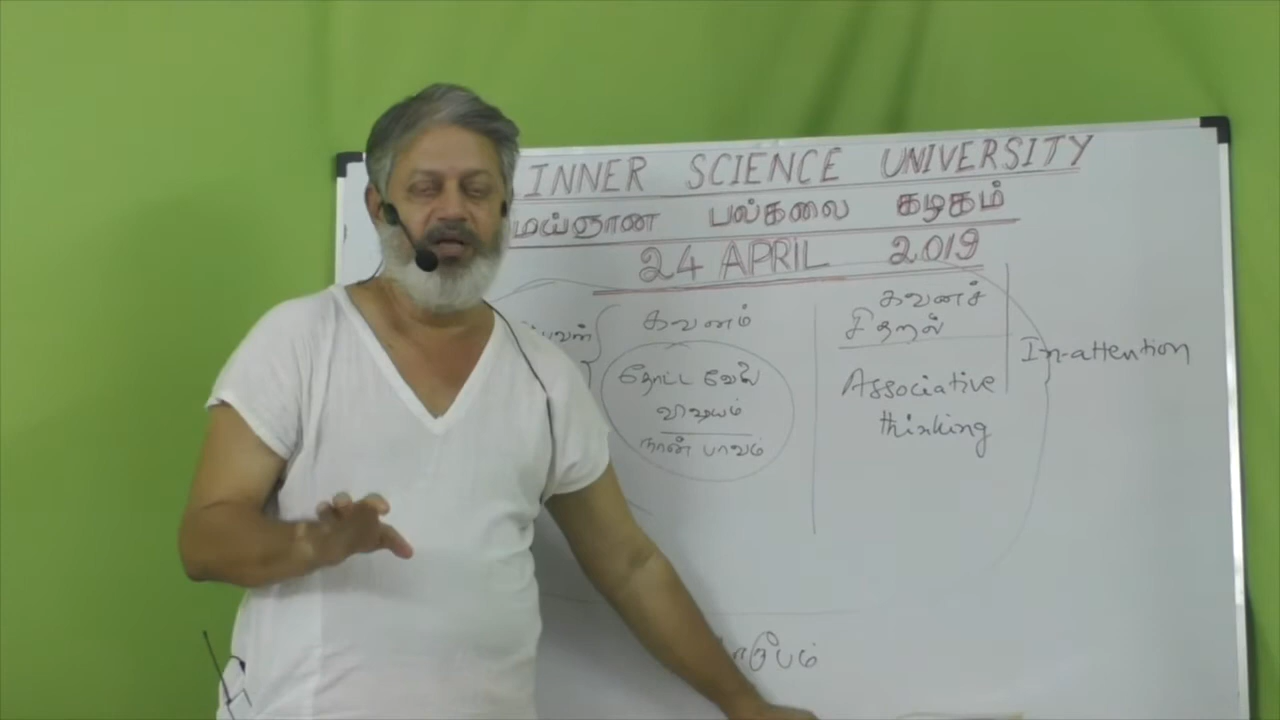 INNER SCIENCE UNIVERSITY
மெய்ஞான பல்கலை கழகம்
24 APRIL 2019
கவனம்
தோட்ட வேலை
விஷயம்
நான் பாவம்
கவனச்
சிதறல்
Associative
thinking
In-attention